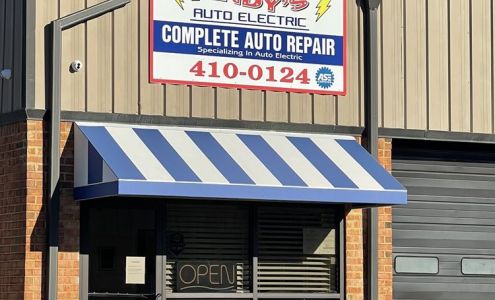 AUTO ELECTRIC
COMPLETE AUTO REPAIR
Specializing In Auto Electric
410-0124
ASE
OPEN